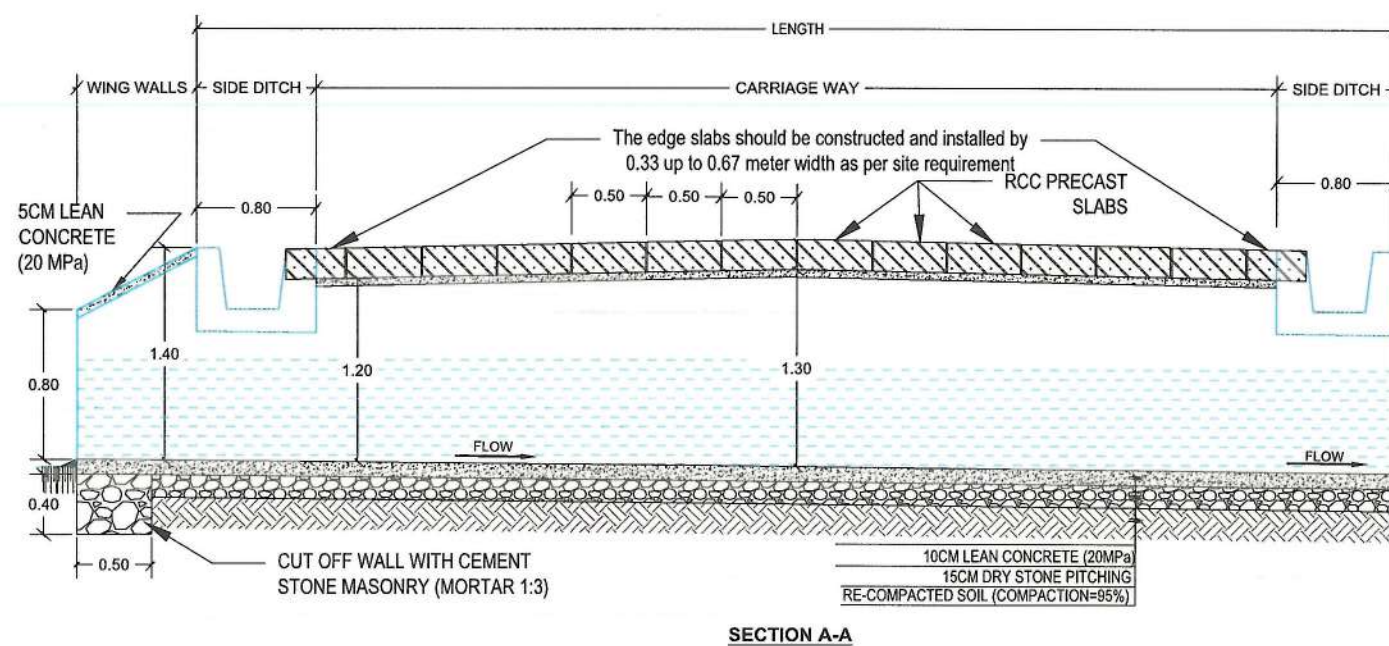 LENGTH
WING WALLS
SIDE DITCH
CARRIAGE WAY
SIDE DITCH
The edge slabs should be constructed and installed by
0.33 up to 0.67 meter width as per site requirement
RCC PRECAST
SLABS
0.50
0.50
0.50
0.80
0.80
5CM LEAN
CONCRETE
(20 MPa)
1.40
1.20
1.30
0.80
FLOW
FLOW
0.40
0.50
CUT OFF WALL WITH CEMENT
STONE MASONRY (MORTAR 1:3)
10CM LEAN CONCRETE (20MPa)
15CM DRY STONE PITCHING
RE-COMPACTED SOIL (COMPACTION=95%)
SECTION A-A